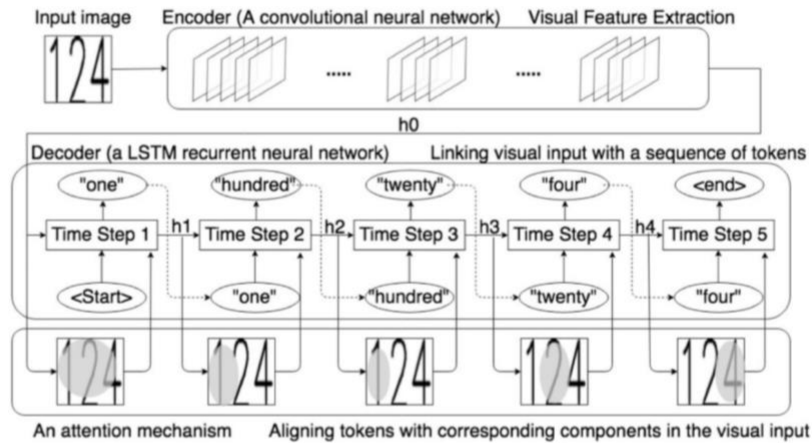 Input image Encoder (A convolutional neural network) Visual Feature Extraction
124 ..... .....
h0
Decoder (a LSTM recurrent neural network) Linking visual input with a sequence of tokens
"one" "hundred" "twenty" "four" <end>
Time Step 1 h1 Time Step 2 h2 Time Step 3 h3 Time Step 4 h4 Time Step 5
<Start> "one" "hundred" "twenty" "four"
124 124 124 124 124
An attention mechanism Aligning tokens with corresponding components in the visual input